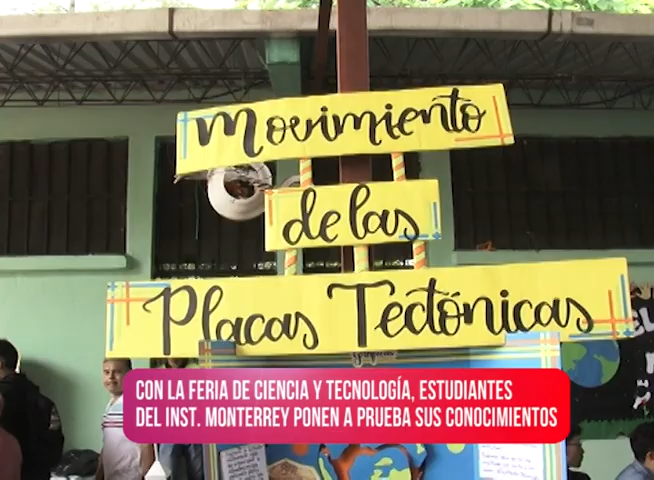 Movimiento
de las
Placas Tectónicas
CON LA FERIA DE CIENCIA Y TECNOLOGÍA, ESTUDIANTES
DEL INST. MONTERREY PONEN A PRUEBA SUS CONOCIMIENTOS